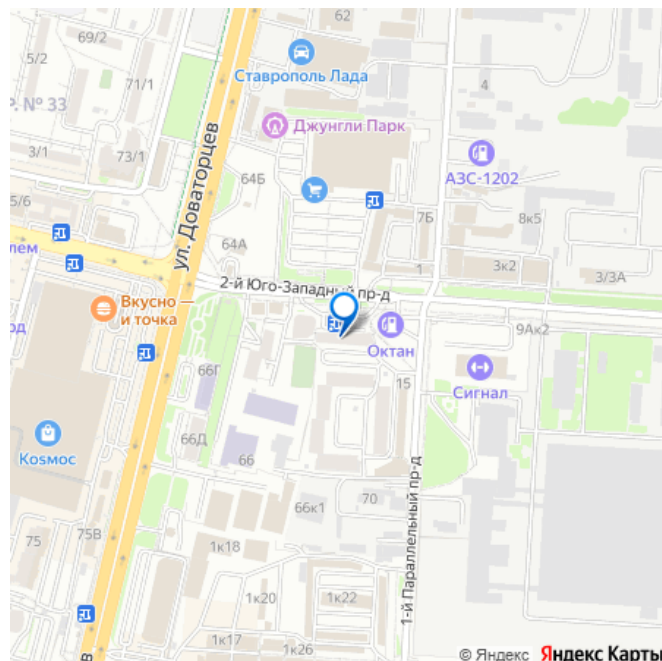 62
69/2
5/2
71/1
Ставрополь Лада
4
Р. № 33
Джунгли Парк
3/1
73/1
АЗС-1202
64Б
5/6
7Б
8к5
ул. Доваторцев
64А
лем
3к2
1
3/3А
2-й Юго-Западный пр-д
Вкусно —
и точка
од
9Ак2
Октан
66Г
15
Сигнал
66Д
Kosмос
66
70
66к1
75В
75
1к18
1-й Параллельный пр-д
1к20
1к22
1к17
1к26
в
© Яндекс Яндекс Карты